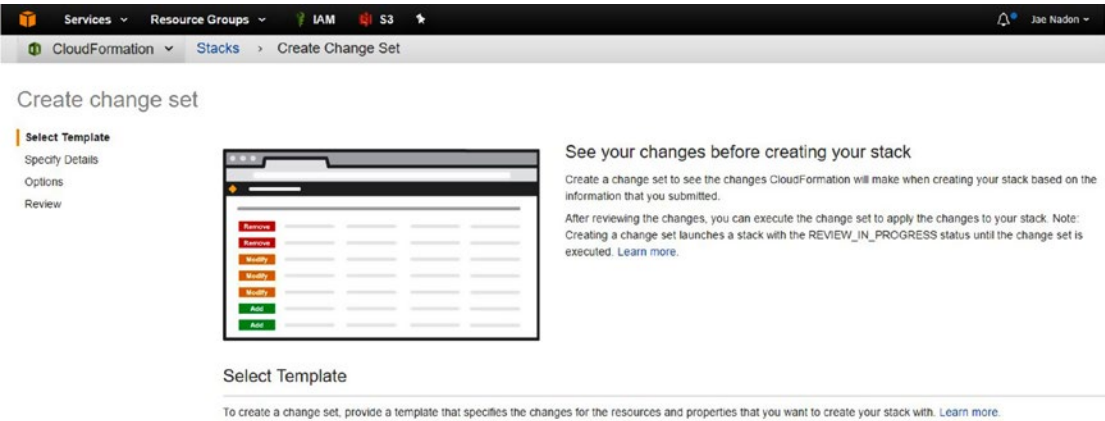 Services Resource Groups IAM S3 Jae Nadon
CloudFormation Stacks > Create Change Set
Create change set
Select Template
Specify Details
Options
Review
Remove
Remove
Modify
Modify
Modify
Add
Add
See your changes before creating your stack
Create a change set to see the changes CloudFormation will make when creating your stack based on the
information that you submitted.
After reviewing the changes, you can execute the change set to apply the changes to your stack. Note:
Creating a change set launches a stack with the REVIEW_IN_PROGRESS status until the change set is
executed. Learn more.
Select Template
To create a change set, provide a template that specifies the changes for the resources and properties that you want to create your stack with. Learn more.